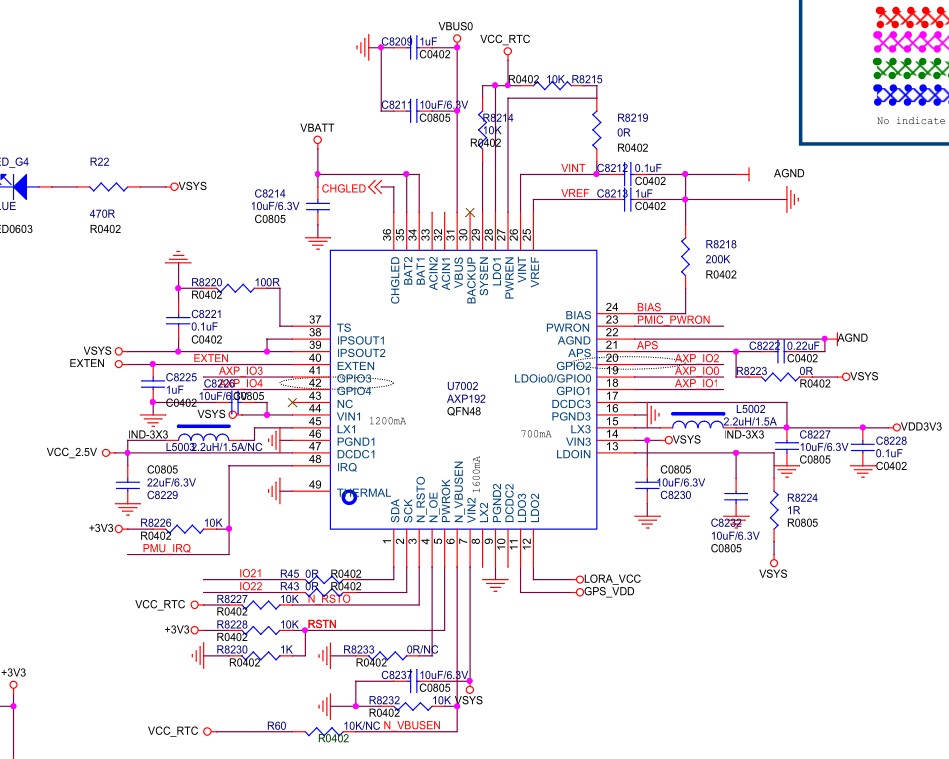 VBUS0
C8209 1uF
C0402
VCC_RTC
R0402 10K R8215
C8211 10uF/6.3V
C0805
R8214
10K
R0402
R8219
0R
R0402
No indicate
VBATT
ED_G4
R22
VSYS
470R
R0402
LUE
ED0603
CHGLED
C8214
10uF/6.3V
C0805
VINT
C8212 0.1uF
C0402
AGND
VREF
C8213 1uF
C0402
R8218
200K
R0402
36 35 34 33 32 31 30 29 28 27 26 25
CHGLED BAT2 BAT1 ACIN2 ACIN1 VBUS BACKUP SYSEN LDO1 PWREN VINT VREF
R8220 100R
R0402
C8221
0.1uF
C0402
VSYS
EXTEN
EXTEN
AXP_IO3
AXP_IO4
C8225
1uF
C0402
10uF/6.3V
C0805
VSYS
37 TS
38 IPSOUT1
39 IPSOUT2
40 EXTEN
41 GPIO3
42 GPIO4
43 NC
44 VIN1
45 LX1
46 PGND1
47 DCDC1
48 IRQ
49 THERMAL
1200mA
U7002
AXP192
QFN48
700mA
1600mA
BIAS 24 BIAS
PWRON 23 PMIC_PWRON
AGND 22 AGND
APS 21 APS
GPIO2 20 AXP_IO2
LDOio0/GPIO0 19 AXP_IO0
GPIO1 18 AXP_IO1
DCDC3 17
PGND3 16
LX3 15
VIN3 14 VSYS
LDOIN 13
C8222 0.22uF
C0402
R8223 0R
R0402
VSYS
L5002
2.2uH/1.5A
IND-3X3
VDD3V3
C8227
10uF/6.3V
C0805
C8228
0.1uF
C0402
IND-3X3
L5003 2.2uH/1.5A/NC
VCC_2.5V
C0805
22uF/6.3V
C8229
C0805
10uF/6.3V
C8230
C8232
10uF/6.3V
C0805
R8224
1R
R0805
VSYS
+3V3
R8226 10K
R0402
PMU_IRQ
SDA SCK N_RSTO N_OE PWROK N_VBUSEN VIN2 LX2 PGND2 DCDC2 LDO3 LDO2
1 2 3 4 5 6 7 8 9 10 11 12
IO21 R45 0R R0402
IO22 R43 0R R0402
LORA_VCC
GPS_VDD
VCC_RTC
R8227 10K N_RSTO
R0402
+3V3
R8228 10K RSTN
R0402
R8230 1K
R0402
R8233 0R/NC
R0402
+3V3
C8237 10uF/6.3V
C0805
VSYS
R8232 10K
R0402
VCC_RTC
R60 10K/NC N_VBUSEN
R0402